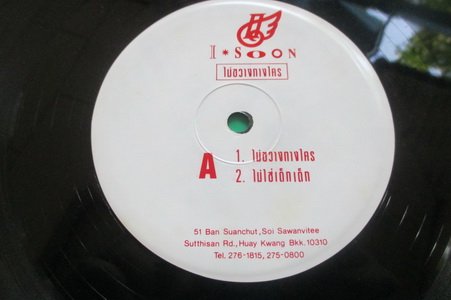 I★SOON
ไม่ขวางทางใคร
A
1. ไม่ขวางทางใคร
2. ไม่ใช่เด็กเด็ก
51 Ban Suanchut, Soi Sawanvitee
Sutthisan Rd., Huay Kwang Bkk. 10310
Tel. 276-1815, 275-0800